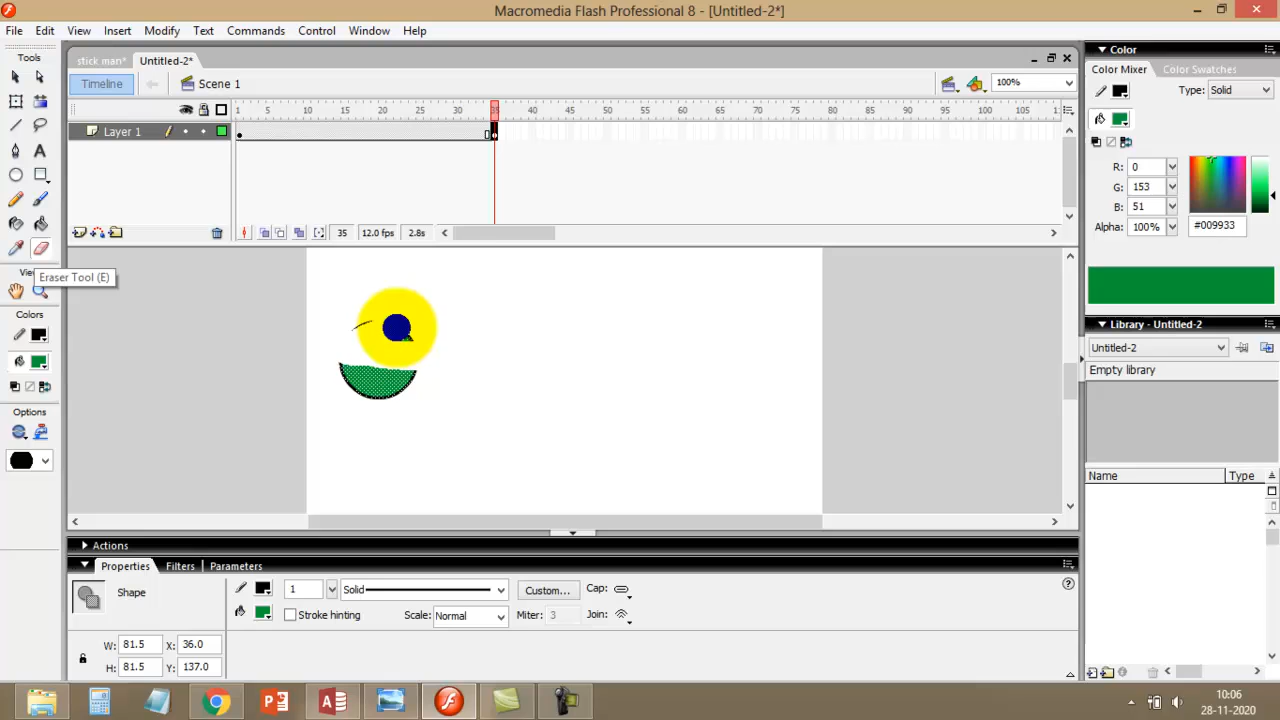 Macromedia Flash Professional 8 - [Untitled-2*]
File Edit View Insert Modify Text Commands Control Window Help
Tools
stick man* Untitled-2*
Timeline Scene 1 100%
1 5 10 15 20 25 30 35 40 45 50 55 60 65 70 75 80 85 90 95 100 105
Layer 1
35 12.0 fps 2.8s
Eraser Tool (E)
Colors
Options
Actions
Properties Filters Parameters
Shape
1 Solid Custom... Cap:
Stroke hinting Scale: Normal Miter: 3 Join:
W: 81.5 X: 36.0
H: 81.5 Y: 137.0
Color
Color Mixer Color Swatches
Type: Solid
R: 0
G: 153
B: 51
Alpha: 100% #009933
Library - Untitled-2
Untitled-2
Empty library
Name Type
10:06
28-11-2020